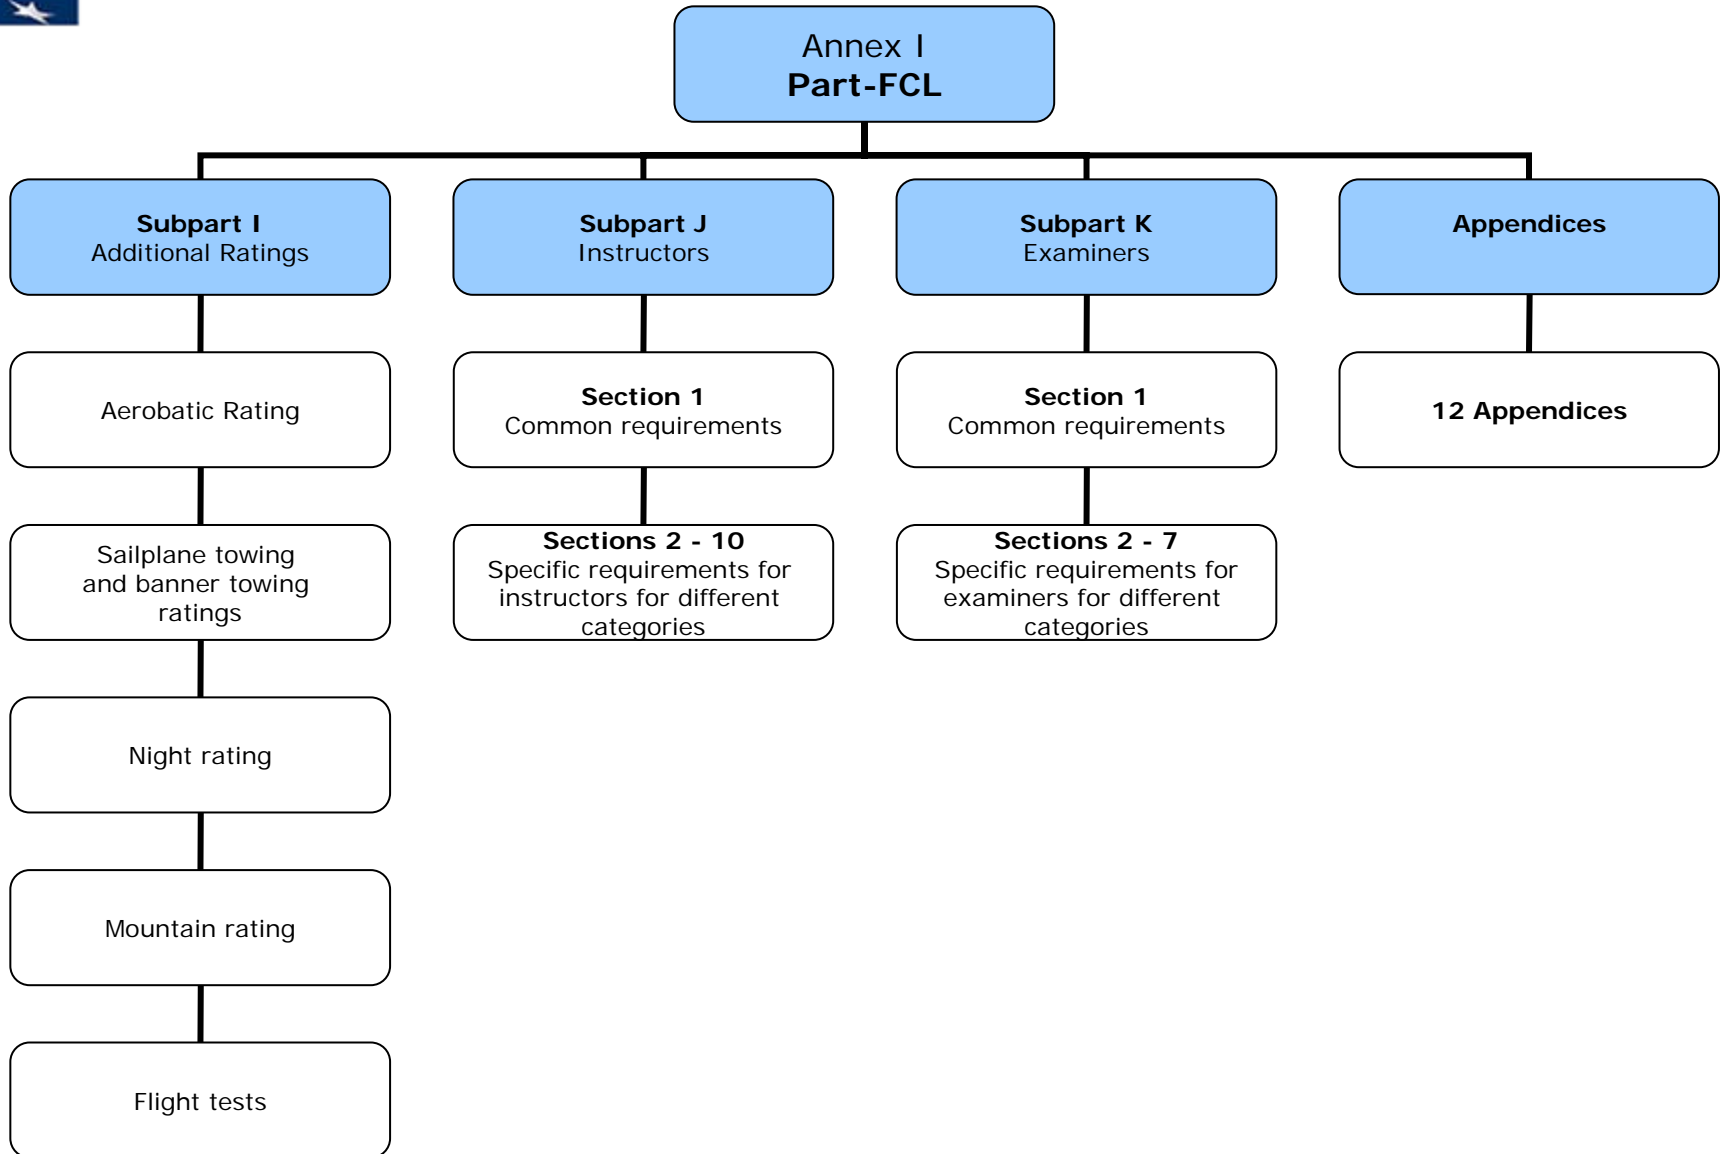 Annex I
Part-FCL
Subpart I
Additional Ratings
Subpart J
Instructors
Subpart K
Examiners
Appendices
Aerobatic Rating
Section 1
Common requirements
Section 1
Common requirements
12 Appendices
Sailplane towing
and banner towing
ratings
Sections 2 - 10
Specific requirements for
instructors for different
categories
Sections 2 - 7
Specific requirements for
examiners for different
categories
Night rating
Mountain rating
Flight tests